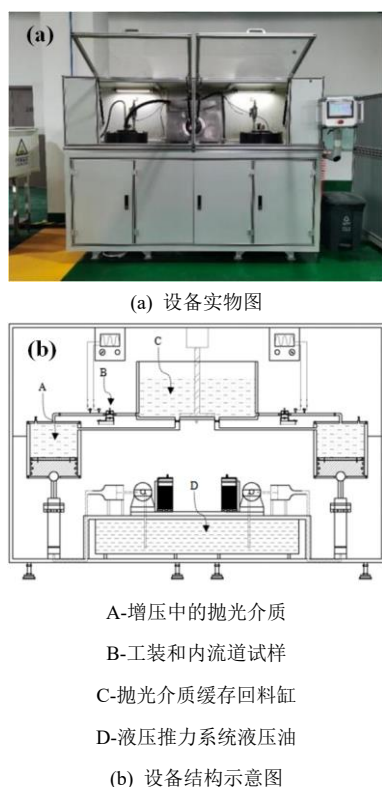 (a)
(a) 设备实物图
(b)
C
B
A
D
A-增压中的抛光介质
B-工装和内流道试样
C-抛光介质缓存回料缸
D-液压推力系统液压油
(b) 设备结构示意图